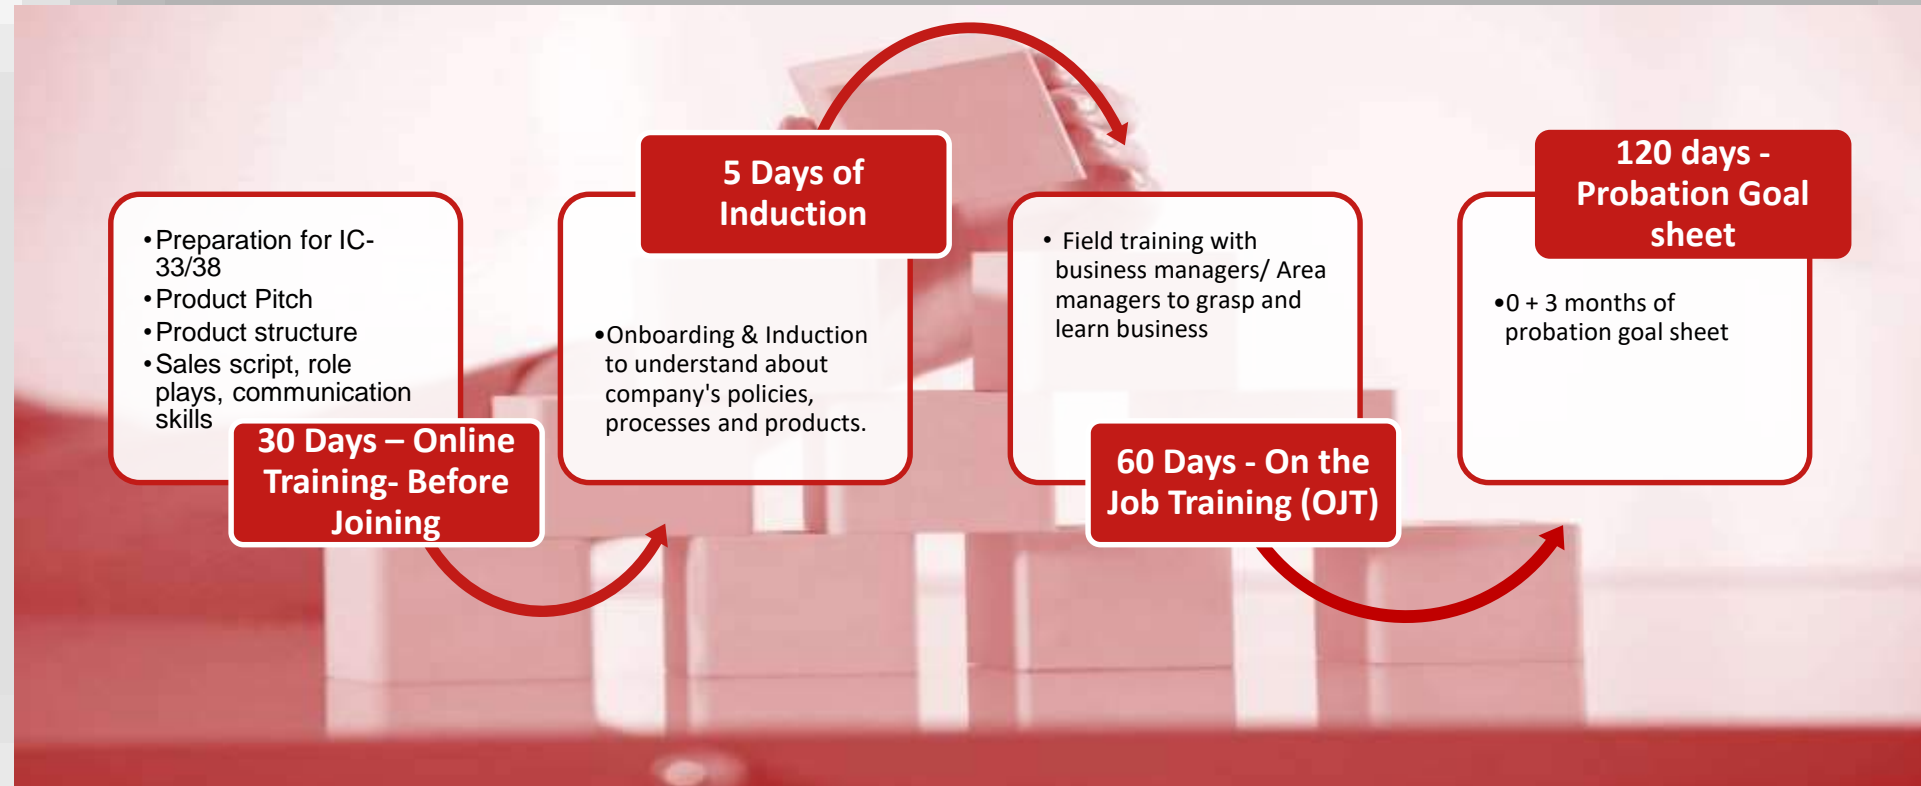 •Preparation for IC-
33/38
•Product Pitch
•Product structure
•Sales script, role
plays, communication
skills
30 Days – Online
Training- Before
Joining
5 Days of
Induction
•Onboarding & Induction
to understand about
company's policies,
processes and products.
• Field training with
business managers/ Area
managers to grasp and
learn business
60 Days - On the
Job Training (OJT)
120 days -
Probation Goal
sheet
•0 + 3 months of
probation goal sheet